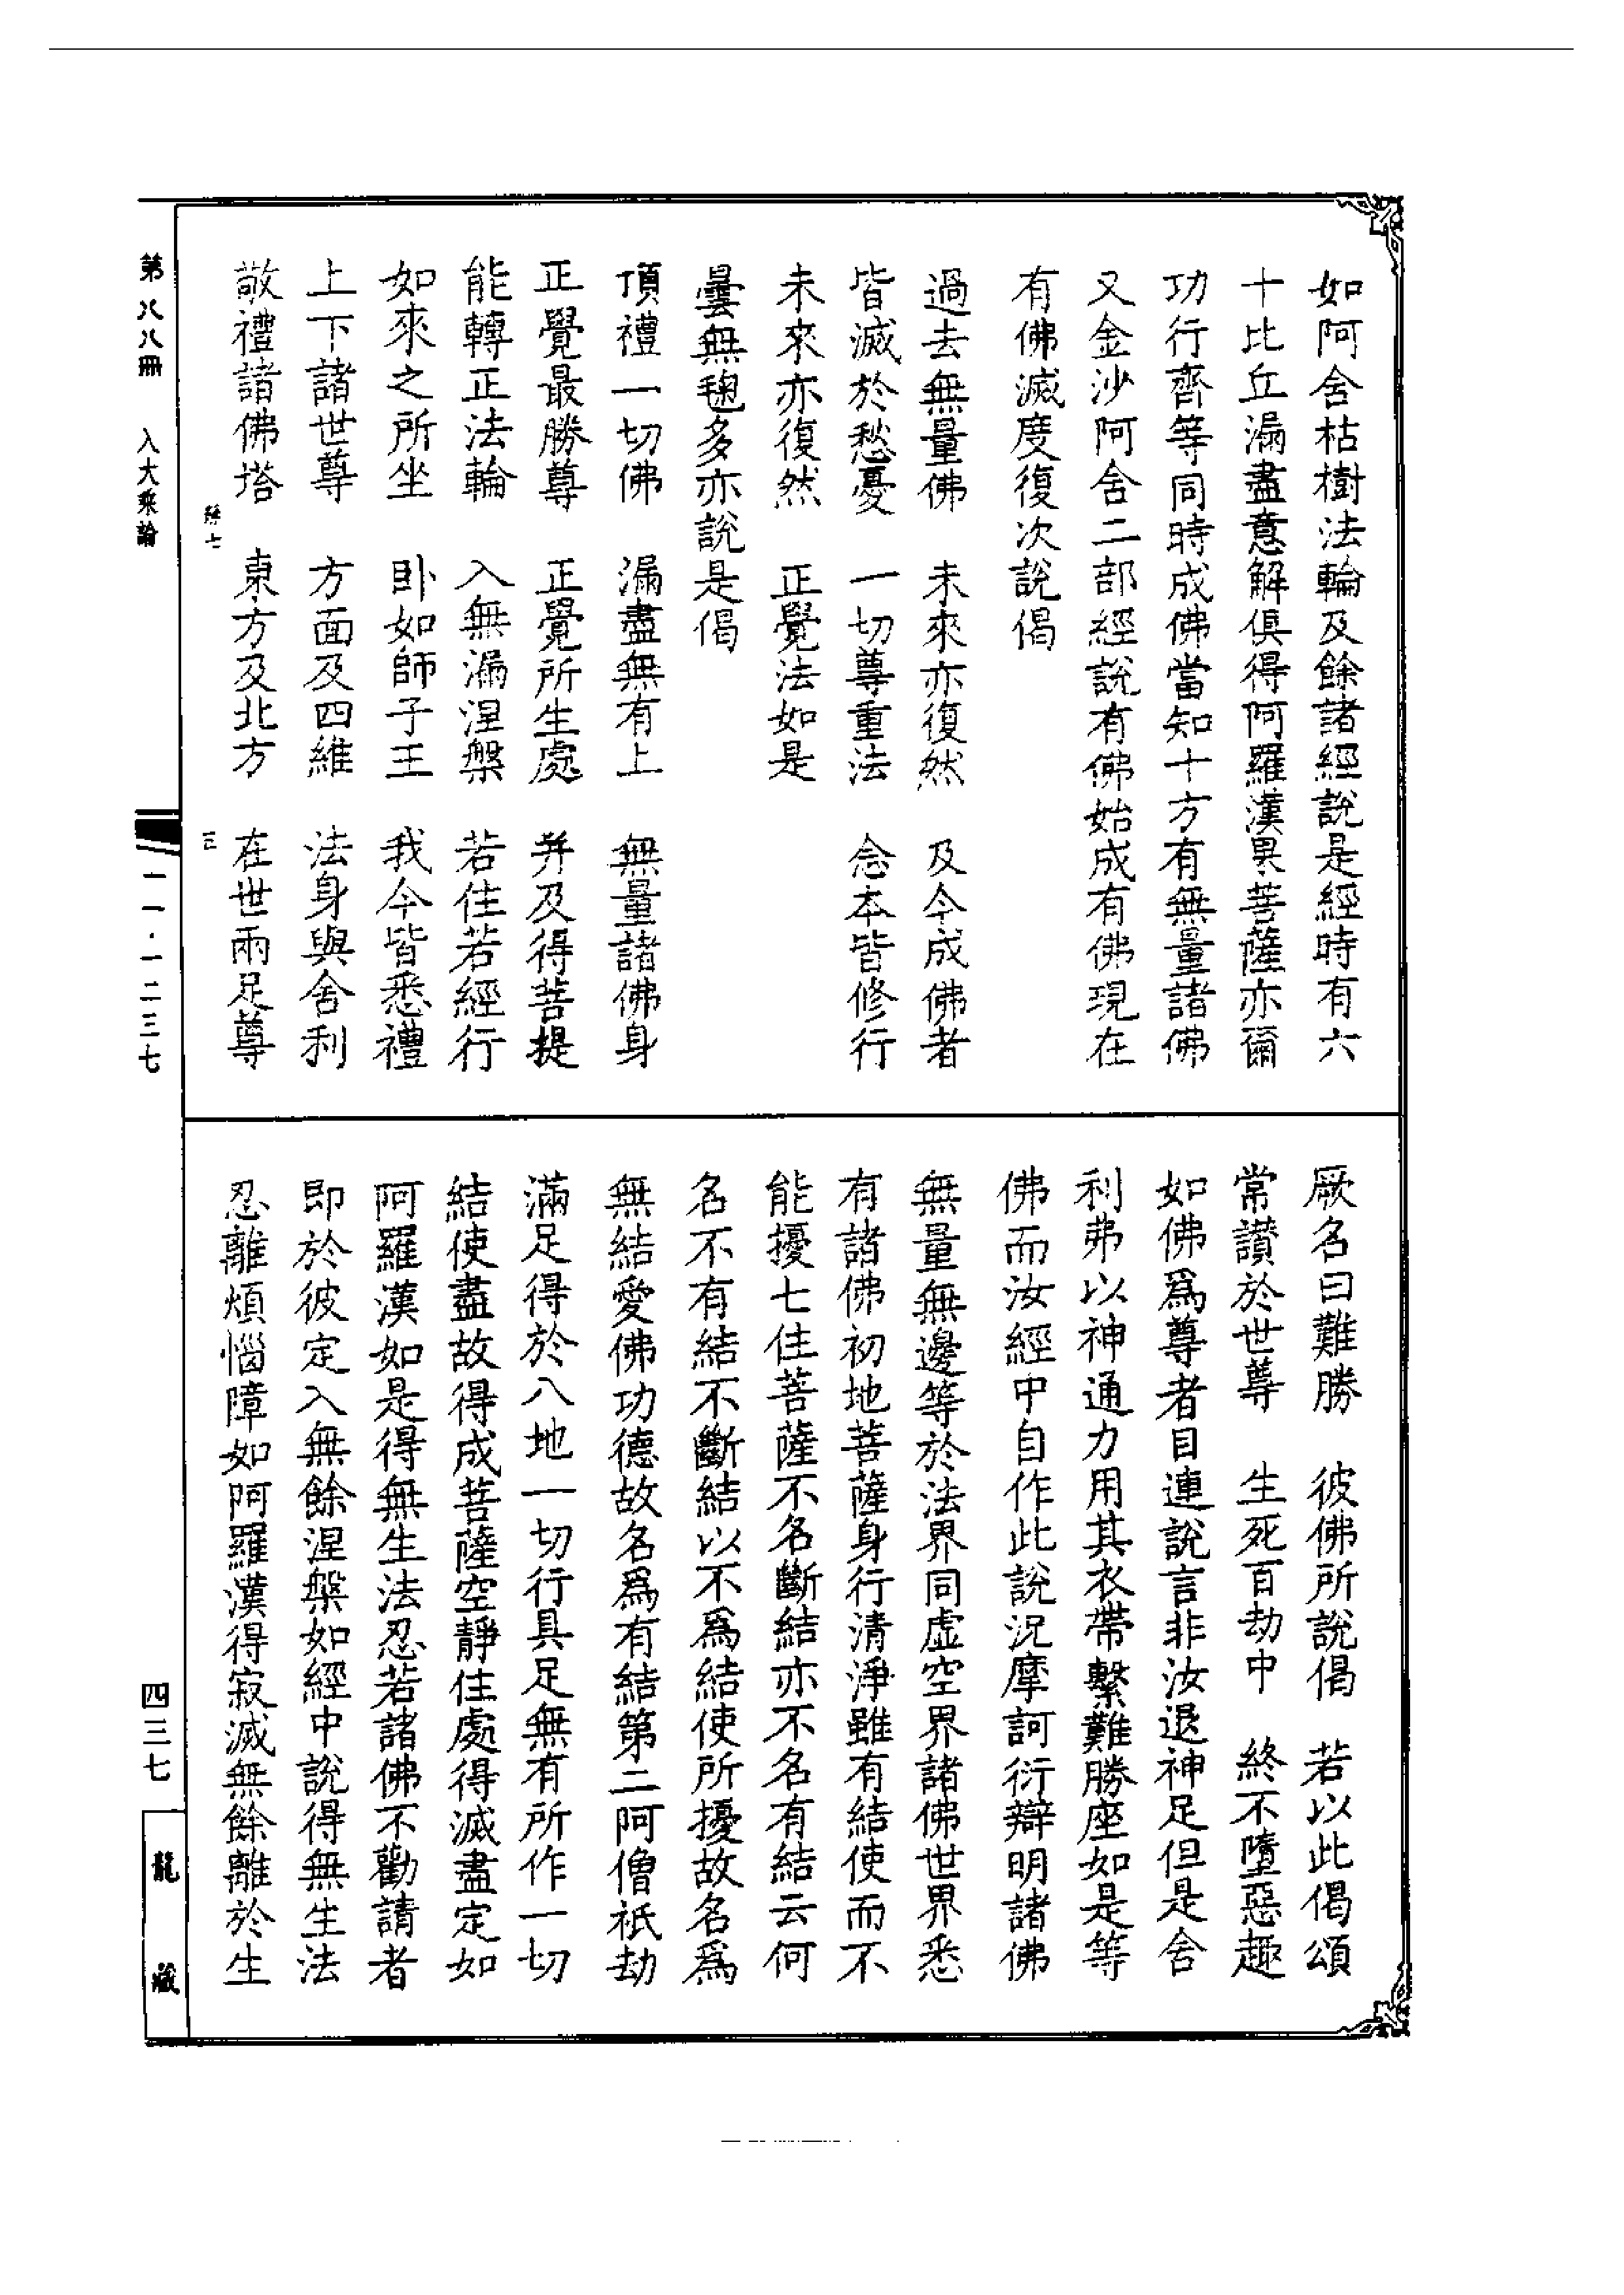 如阿含枯樹法輪及餘諸經說是經時有六
十比丘漏盡意解俱得阿羅漢果菩薩亦爾
功行齊等同時成佛當知十方有無量諸佛
又金沙阿含二部經說有佛始成有佛現在
有佛滅度復次說偈
過去無量佛　未來亦復然　及今成佛者
皆滅於愁憂　一切尊重法　念本皆修行
未來亦復然　正覺法如是
曇無毱多亦說是偈
頂禮一切佛　漏盡無有上　無量諸佛身
正覺最勝尊　正覺所生處　并及得菩提
能轉正法輪　入無漏涅槃　若住若經行
如來之所坐　臥如師子王　我今皆悉禮
上下諸世尊　方面及四維　法身與舍利
敬禮諸佛塔　東方及北方　在世兩足尊
厥名曰難勝　彼佛所說偈　若以此偈頌
常讚於世尊　生死百劫中　終不墮惡趣
如佛爲尊者目連說言非汝退神足但是舍
利弗以神通力用其衣帶繫難勝座如是等
佛而汝經中自作此說況摩訶衍辯明諸佛
無量無邊等於法界同虛空界諸佛世界悉
有諸佛初地菩薩身行清淨雖有結使而不
能擾七住菩薩不名斷結亦不名有結云何
名不有結不斷結以不爲結使所擾故名爲
無結愛佛功德故名爲有結第二阿僧祇劫
滿足得於八地一切行具足無有所作一切
結使盡故得成菩薩空靜住處得滅盡定如
阿羅漢如是得無生法忍若諸佛不勸請者
即於彼定入無餘涅槃如經中說得無生法
忍離煩惱障如阿羅漢得寂滅無餘離於生
第八八冊　入大乘論
二一·一二三七
四三七
龍藏